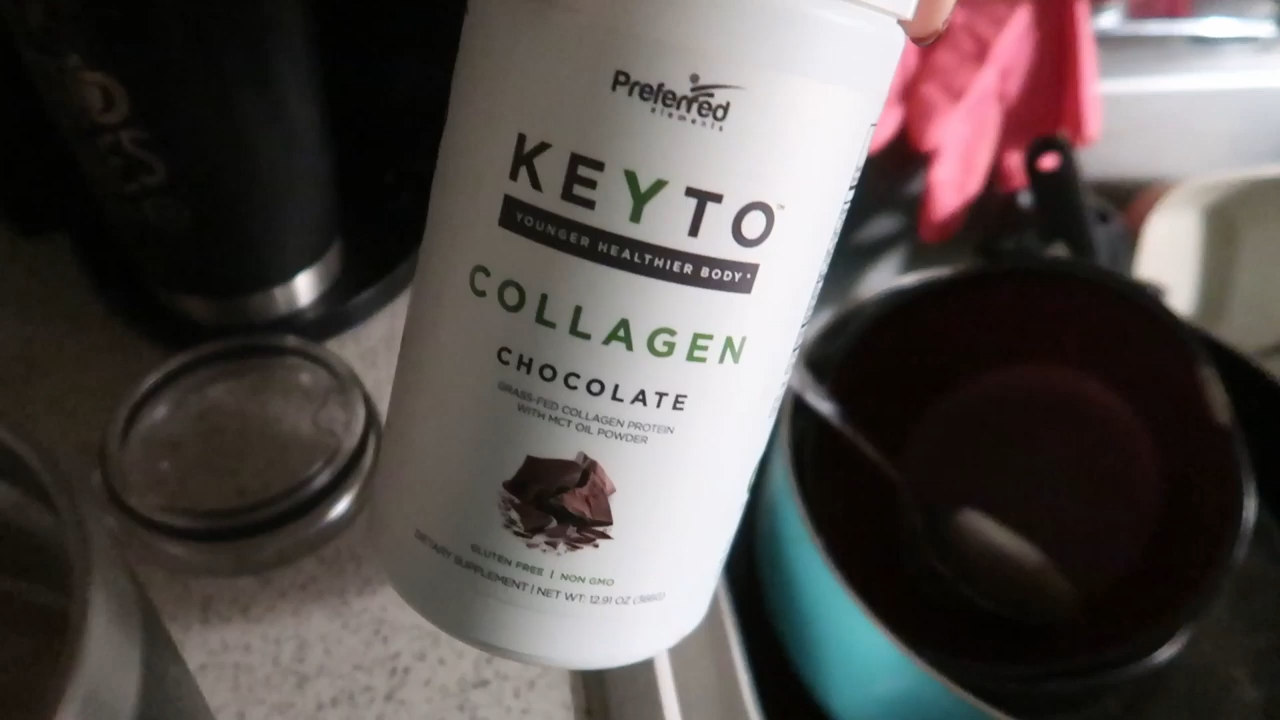 Preferred
elements
KEYTO™
YOUNGER HEALTHIER BODY*
COLLAGEN
CHOCOLATE
GRASS-FED COLLAGEN PROTEIN
WITH MCT OIL POWDER
GLUTEN FREE | NON GMO
DIETARY SUPPLEMENT | NET WT: 12.91 OZ